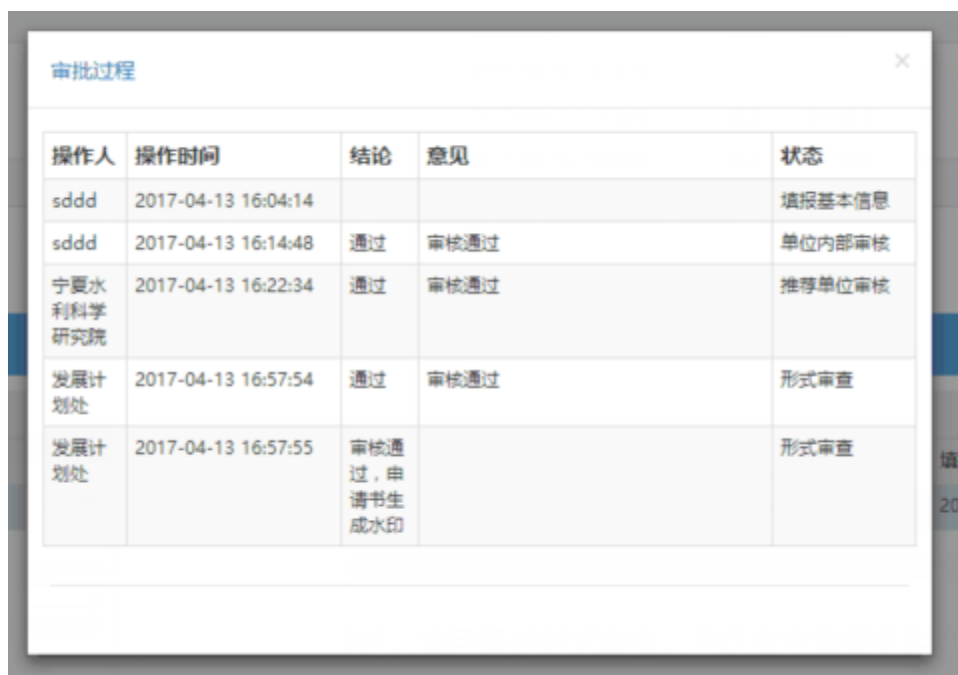 审批过程
×
操作人 操作时间 结论 意见 状态
sddd 2017-04-13 16:04:14 填报基本信息
sddd 2017-04-13 16:14:48 通过 审核通过 单位内部审核
宁夏水 2017-04-13 16:22:34 通过 审核通过 推荐单位审核
利科学
研究院
发展计 2017-04-13 16:57:54 通过 审核通过 形式审查
划处
发展计 2017-04-13 16:57:55 审核通 形式审查
划处 过，申
请书生
成水印
填
20